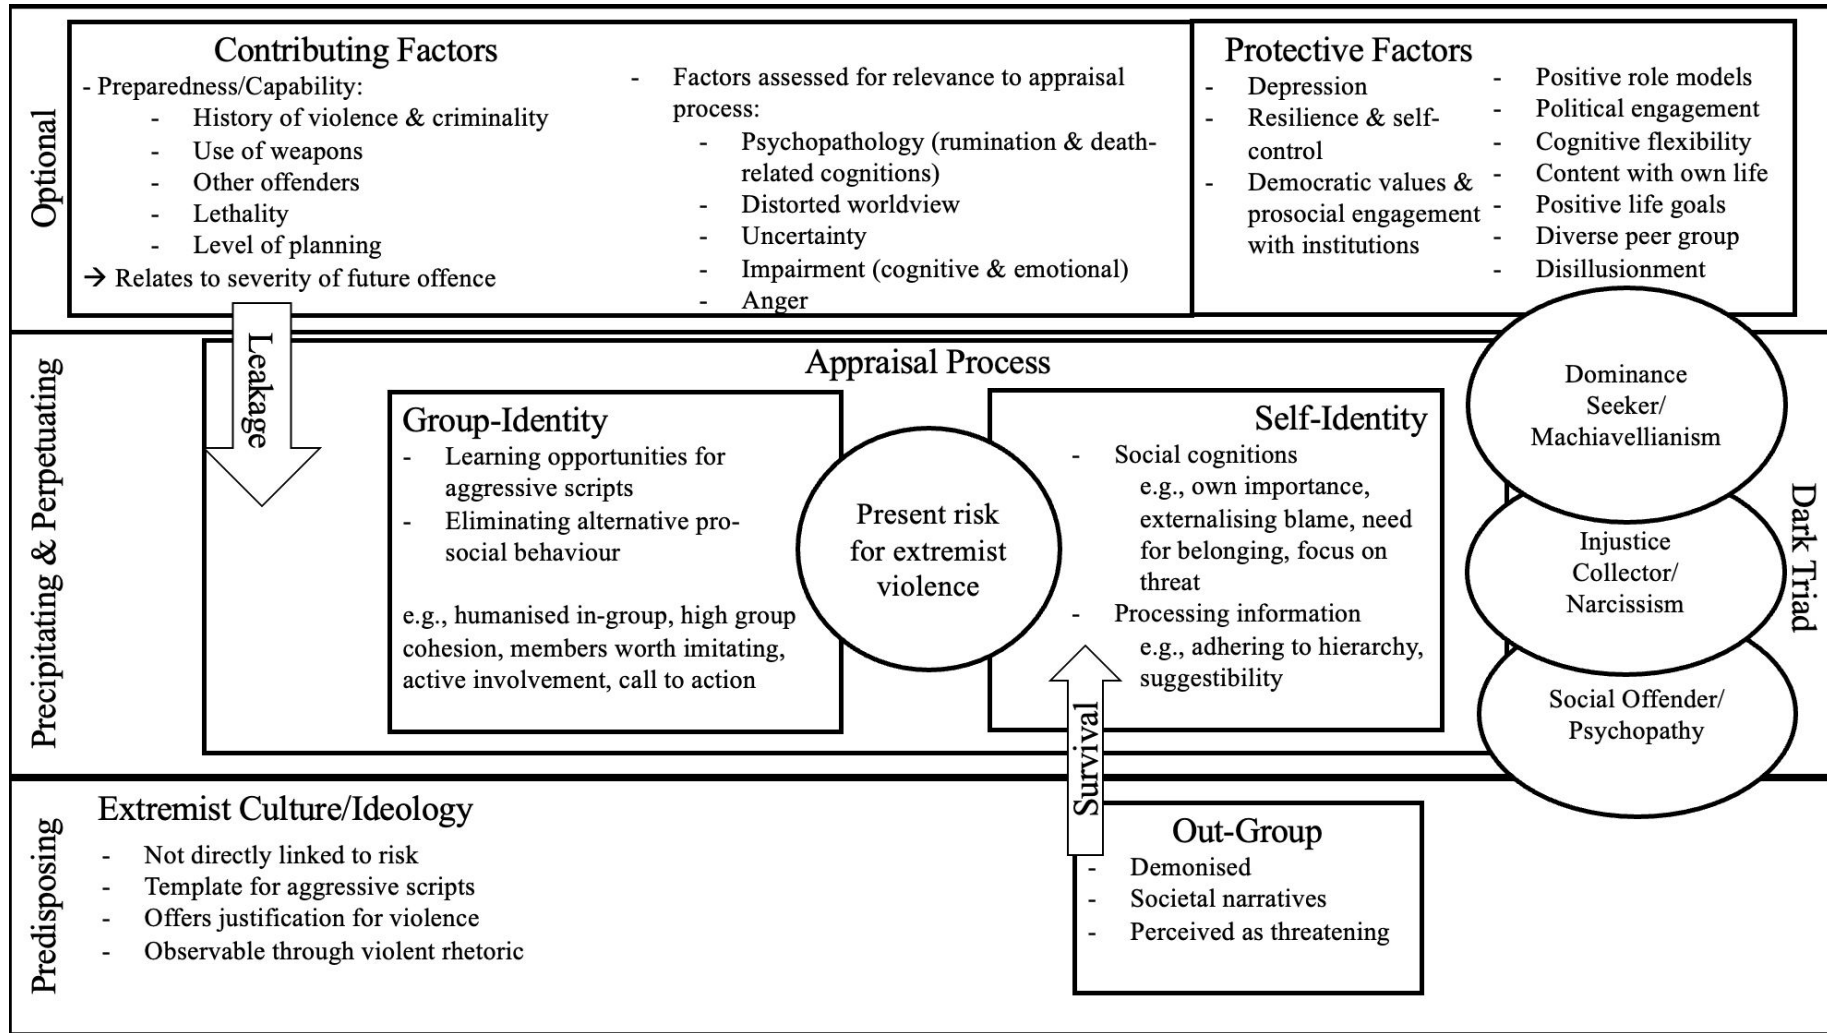 Optional
Contributing Factors
- Preparedness/Capability:
- History of violence & criminality
- Use of weapons
- Other offenders
- Lethality
- Level of planning
→ Relates to severity of future offence
- Factors assessed for relevance to appraisal
process:
- Psychopathology (rumination & death-
related cognitions)
- Distorted worldview
- Uncertainty
- Impairment (cognitive & emotional)
- Anger
Protective Factors
- Depression
- Resilience & self-
control
- Democratic values &
prosocial engagement
with institutions
- Positive role models
- Political engagement
- Cognitive flexibility
- Content with own life
- Positive life goals
- Diverse peer group
- Disillusionment
Precipitating & Perpetuating
Leakage
Appraisal Process
Group-Identity
- Learning opportunities for
aggressive scripts
- Eliminating alternative pro-
social behaviour
e.g., humanised in-group, high group
cohesion, members worth imitating,
active involvement, call to action
Present risk
for extremist
violence
Self-Identity
- Social cognitions
e.g., own importance,
externalising blame, need
for belonging, focus on
threat
- Processing information
e.g., adhering to hierarchy,
suggestibility
Survival
Dominance
Seeker/
Machiavellianism
Injustice
Collector/
Narcissism
Social Offender/
Psychopathy
Dark Triad
Predisposing
Extremist Culture/Ideology
- Not directly linked to risk
- Template for aggressive scripts
- Offers justification for violence
- Observable through violent rhetoric
Out-Group
- Demonised
- Societal narratives
- Perceived as threatening